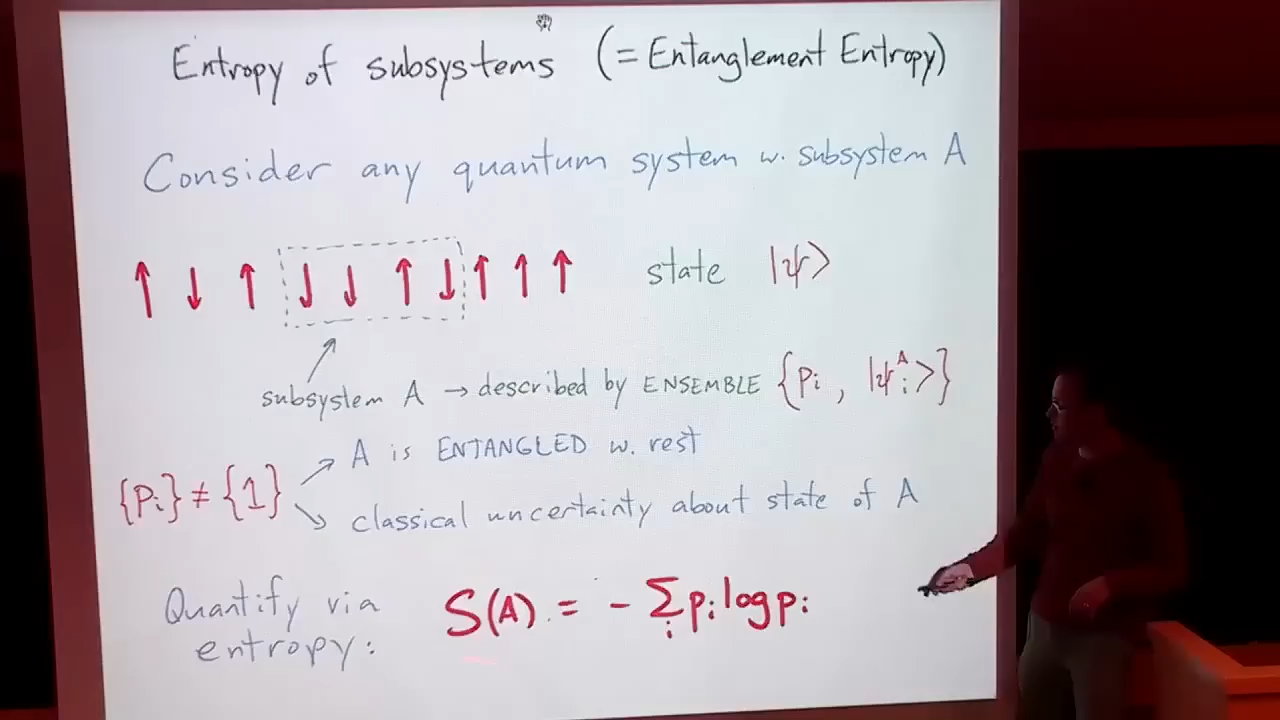 Entropy of subsystems (= Entanglement Entropy)
Consider any quantum system w. subsystem A
↑ ↓ ↑ ↓ ↓ ↑ ↓ ↑ ↑ ↑ state |ψ>
subsystem A → described by ENSEMBLE {pᵢ, |ψᵢᴬ>}
A is ENTANGLED w. rest
{pᵢ} ≠ {1}
classical uncertainty about state of A
Quantify via
entropy: S(A) = - Σᵢ pᵢ log pᵢ